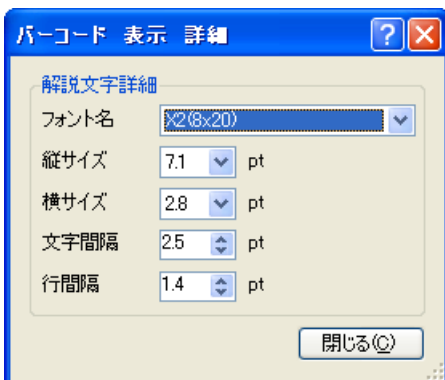 バーコード 表示 詳細
解説文字詳細
フォント名 X2(8x20)
縦サイズ 7.1 pt
横サイズ 2.8 pt
文字間隔 2.5 pt
行間隔 1.4 pt
閉じる(C)